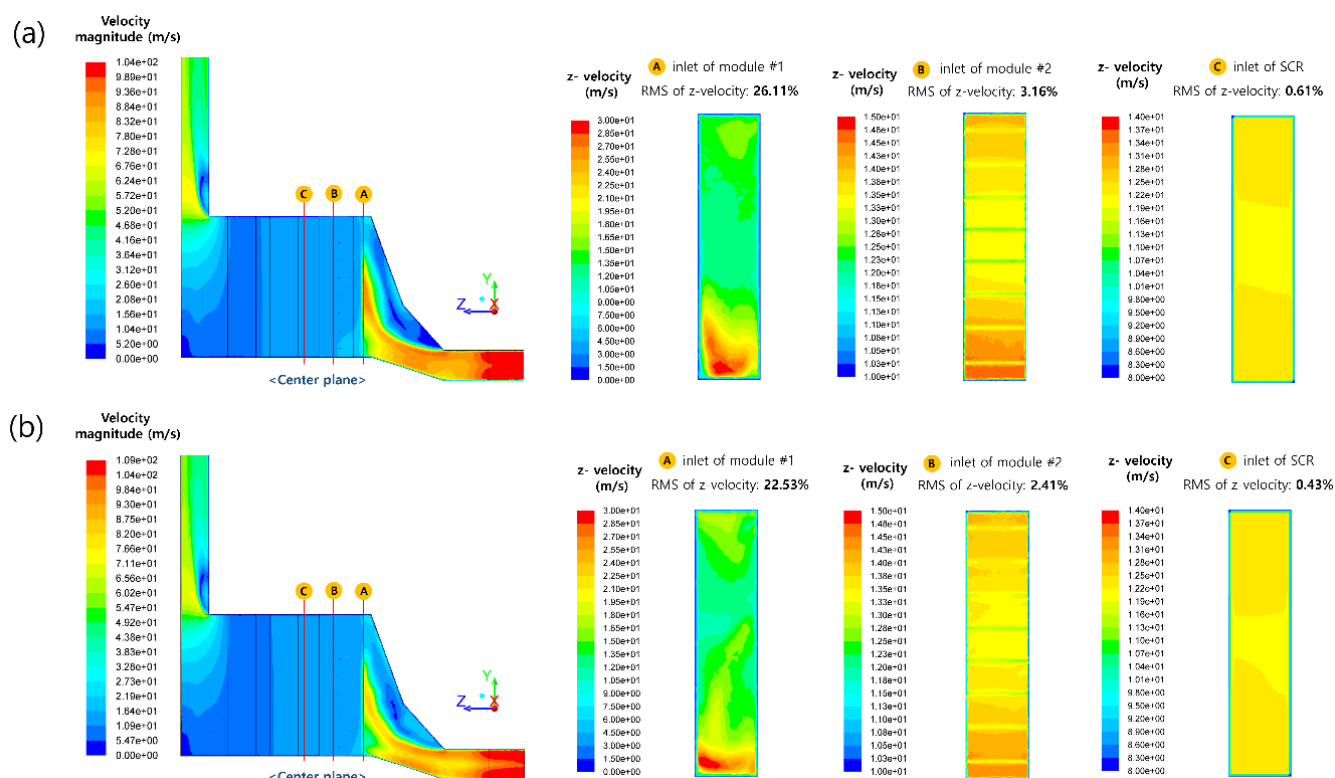 (a)
Velocity
magnitude (m/s)
1.04e+02
9.89e+01
9.36e+01
8.84e+01
8.32e+01
7.80e+01
7.28e+01
6.76e+01
6.24e+01
5.72e+01
5.20e+01
4.68e+01
4.16e+01
3.64e+01
3.12e+01
2.60e+01
2.08e+01
1.56e+01
1.04e+01
5.20e+00
0.00e+00
C
B
A
Y
Z
X
<Center plane>
z- velocity
(m/s)
A inlet of module #1
RMS of z-velocity: 26.11%
3.00e+01
2.85e+01
2.70e+01
2.55e+01
2.40e+01
2.25e+01
2.10e+01
1.95e+01
1.80e+01
1.65e+01
1.50e+01
1.35e+01
1.20e+01
1.05e+01
9.00e+00
7.50e+00
6.00e+00
4.50e+00
3.00e+00
1.50e+00
0.00e+00
z- velocity
(m/s)
B inlet of module #2
RMS of z-velocity: 3.16%
1.50e+01
1.48e+01
1.45e+01
1.43e+01
1.40e+01
1.38e+01
1.35e+01
1.33e+01
1.30e+01
1.28e+01
1.25e+01
1.23e+01
1.20e+01
1.18e+01
1.15e+01
1.13e+01
1.10e+01
1.08e+01
1.05e+01
1.03e+01
1.00e+01
z- velocity
(m/s)
C inlet of SCR
RMS of z-velocity: 0.61%
1.40e+01
1.37e+01
1.34e+01
1.31e+01
1.28e+01
1.25e+01
1.22e+01
1.19e+01
1.16e+01
1.13e+01
1.10e+01
1.07e+01
1.04e+01
1.01e+01
9.80e+00
9.50e+00
9.20e+00
8.90e+00
8.60e+00
8.30e+00
8.00e+00
(b)
Velocity
magnitude (m/s)
1.09e+02
1.04e+02
9.84e+01
9.30e+01
8.75e+01
8.20e+01
7.66e+01
7.11e+01
6.56e+01
6.02e+01
5.47e+01
4.92e+01
4.38e+01
3.83e+01
3.28e+01
2.73e+01
2.19e+01
1.64e+01
1.09e+01
5.47e+00
0.00e+00
C
B
A
Y
Z
X
<Center plane>
z- velocity
(m/s)
A inlet of module #1
RMS of z velocity: 22.53%
3.00e+01
2.85e+01
2.70e+01
2.55e+01
2.40e+01
2.25e+01
2.10e+01
1.95e+01
1.80e+01
1.65e+01
1.50e+01
1.35e+01
1.20e+01
1.05e+01
9.00e+00
7.50e+00
6.00e+00
4.50e+00
3.00e+00
1.50e+00
0.00e+00
z- velocity
(m/s)
B inlet of module #2
RMS of z-velocity: 2.41%
1.50e+01
1.48e+01
1.45e+01
1.43e+01
1.40e+01
1.38e+01
1.35e+01
1.33e+01
1.30e+01
1.28e+01
1.25e+01
1.23e+01
1.20e+01
1.18e+01
1.15e+01
1.13e+01
1.10e+01
1.08e+01
1.05e+01
1.03e+01
1.00e+01
z- velocity
(m/s)
C inlet of SCR
RMS of z-velocity: 0.43%
1.40e+01
1.37e+01
1.34e+01
1.31e+01
1.28e+01
1.25e+01
1.22e+01
1.19e+01
1.16e+01
1.13e+01
1.10e+01
1.07e+01
1.04e+01
1.01e+01
9.80e+00
9.50e+00
9.20e+00
8.90e+00
8.60e+00
8.30e+00
8.00e+00